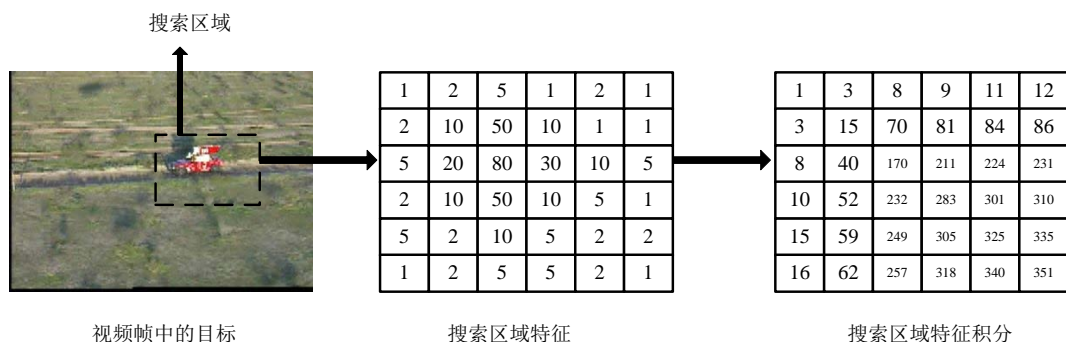 搜索区域
1 2 5 1 2 1
2 10 50 10 1 1
5 20 80 30 10 5
2 10 50 10 5 1
5 2 10 5 2 2
1 2 5 5 2 1
1 3 8 9 11 12
3 15 70 81 84 86
8 40 170 211 224 231
10 52 232 283 301 310
15 59 249 305 325 335
16 62 257 318 340 351
视频帧中的目标
搜索区域特征
搜索区域特征积分